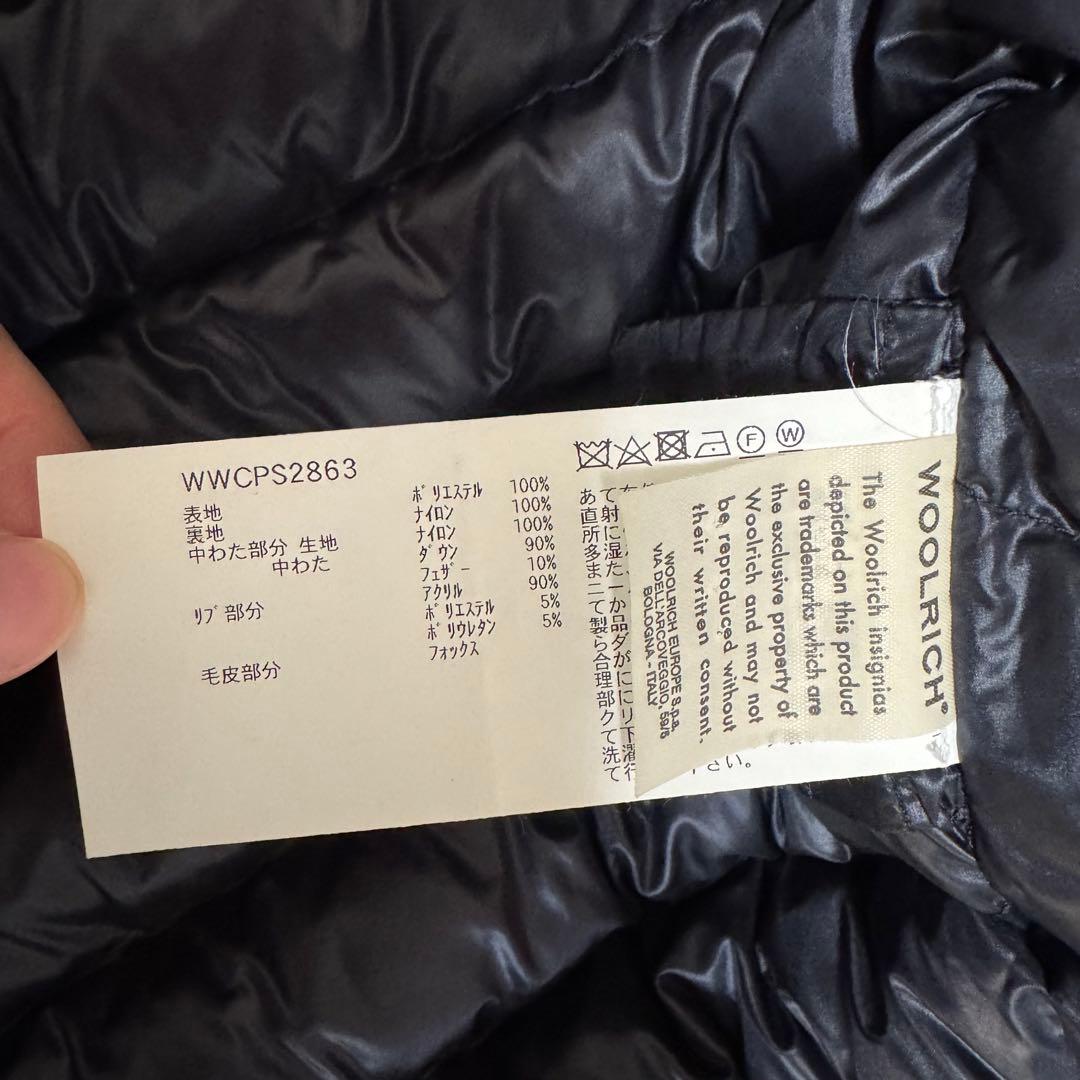 WWCPS2863
表地 ﾎﾟﾘｴｽﾃﾙ 100%
裏地 ﾅｲﾛﾝ 100%
中わた部分 生地 ﾅｲﾛﾝ 100%
中わた ﾀﾞｳﾝ 90%
ﾌｪｻﾞｰ 10%
ﾘﾌﾞ部分 ｱｸﾘﾙ 90%
ﾎﾟﾘｴｽﾃﾙ 5%
ﾎﾟﾘｳﾚﾀﾝ 5%
毛皮部分 ﾌｫｯｸｽ
F
W
WOOLRICH®
The Woolrich insignias
depicted on this product
are trademarks which are
the exclusive property of
Woolrich and may not
be reproduced without
their written consent.
WOOLRICH EUROPE S.p.a.
VIA DELL'ARCOVEGGIO, 59/5
BOLOGNA - ITALY